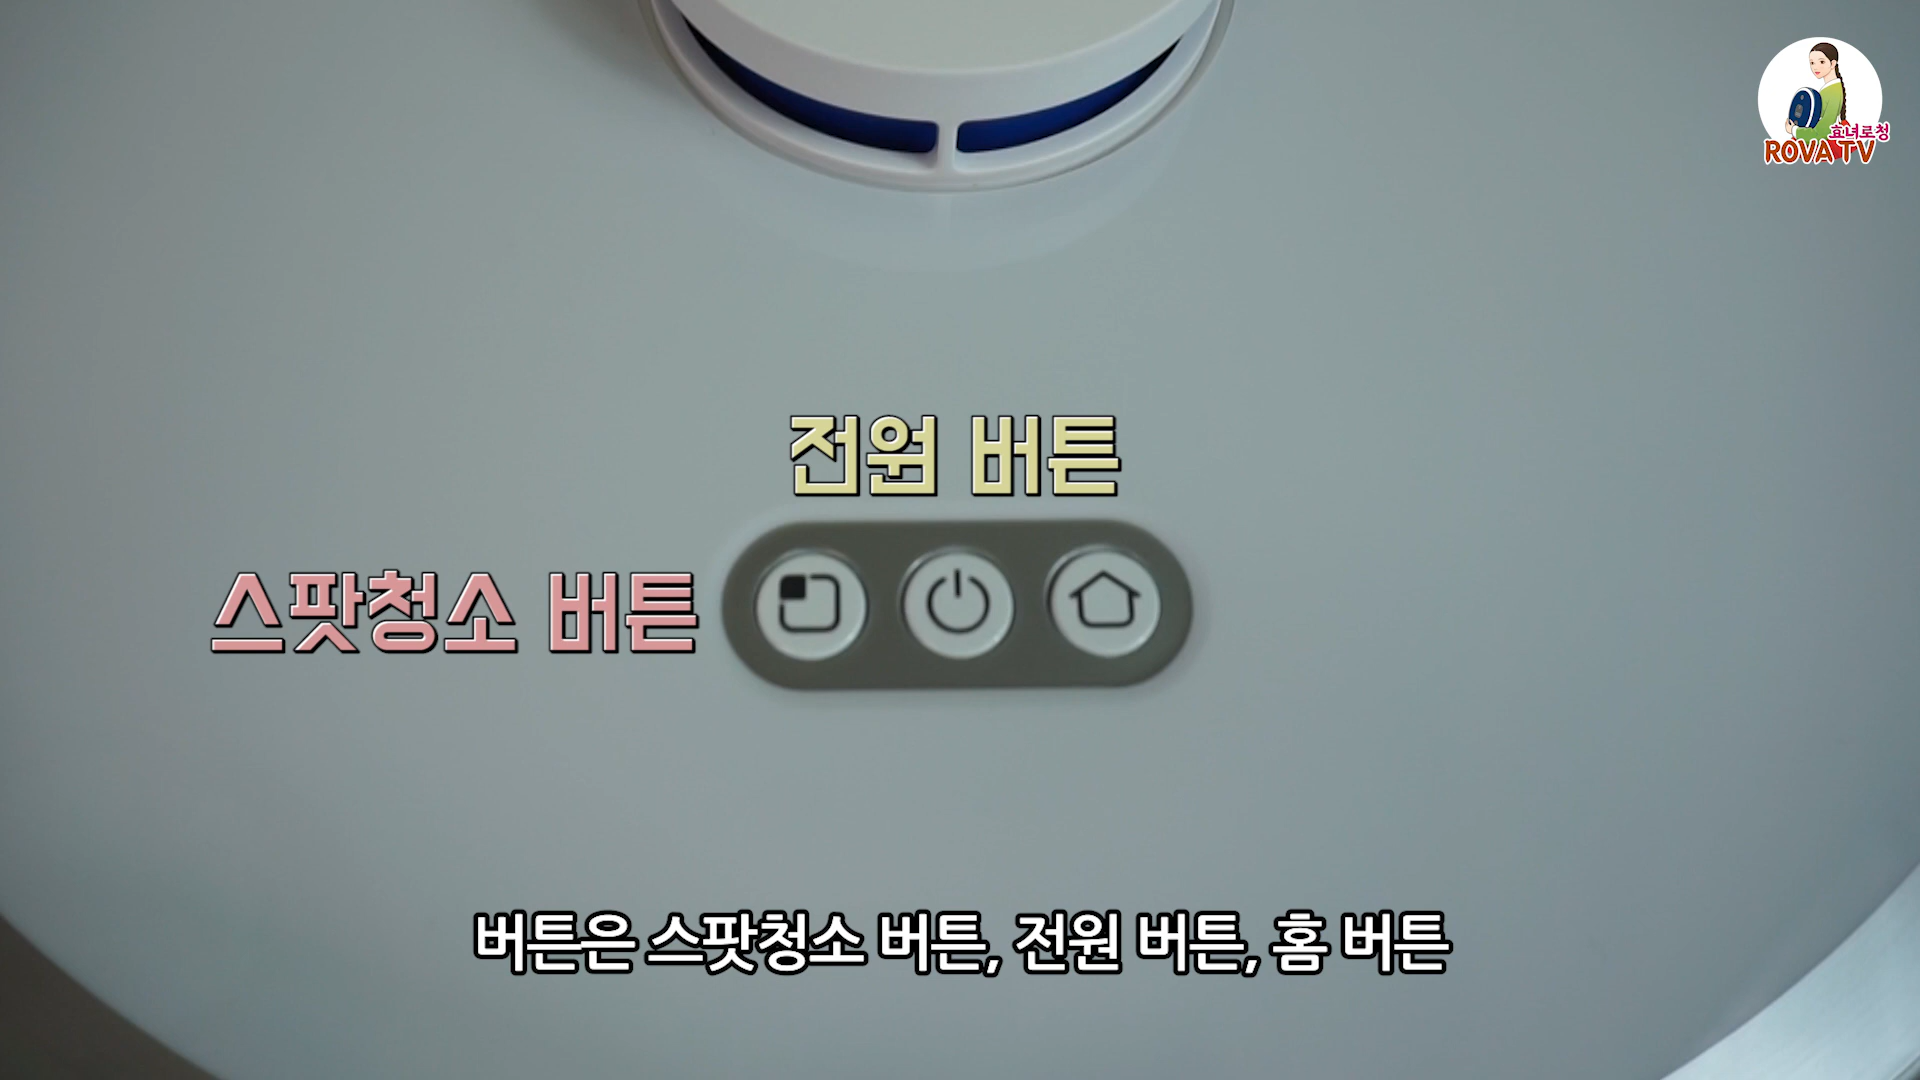 효녀로청
ROVA TV
전원 버튼
스팟청소 버튼
버튼은 스팟청소 버튼, 전원 버튼, 홈 버튼